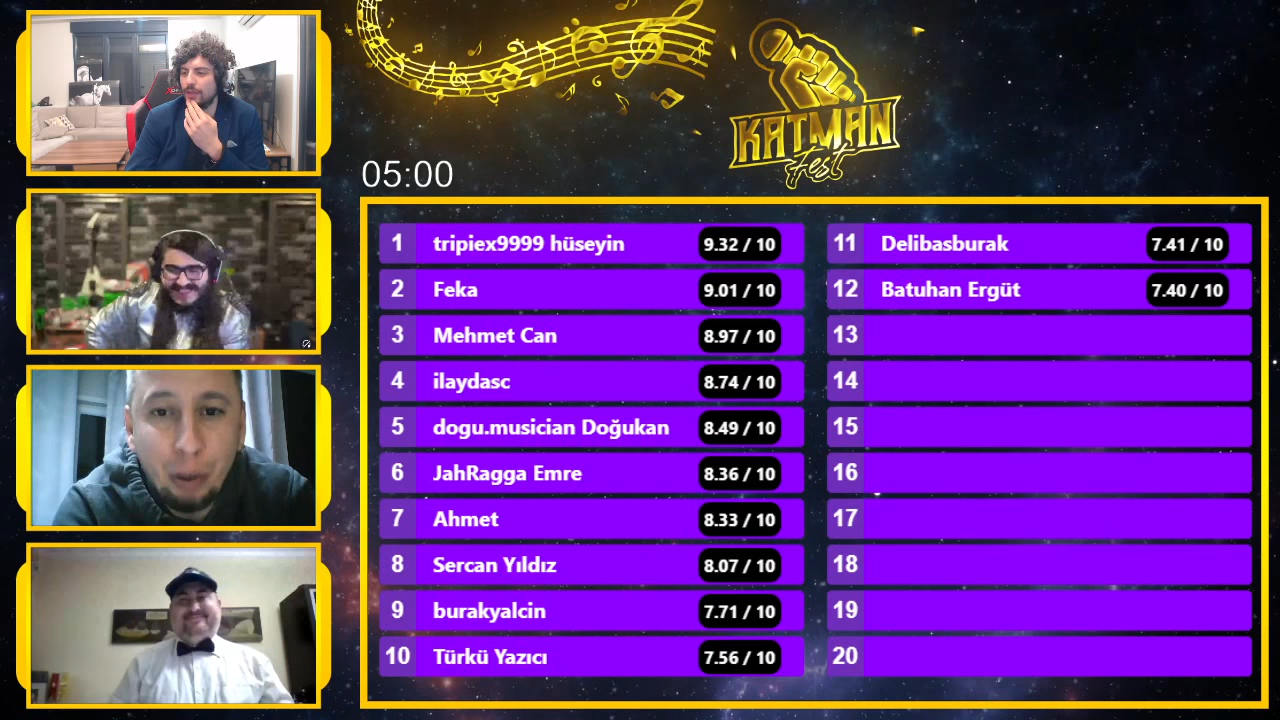 KATMAN
fest
05:00
1 tripiex9999 hüseyin 9.32 / 10
2 Feka 9.01 / 10
3 Mehmet Can 8.97 / 10
4 ilaydasc 8.74 / 10
5 dogu.musician Doğukan 8.49 / 10
6 JahRagga Emre 8.36 / 10
7 Ahmet 8.33 / 10
8 Sercan Yıldız 8.07 / 10
9 burakyalcin 7.71 / 10
10 Türkü Yazıcı 7.56 / 10
11 Delibasburak 7.41 / 10
12 Batuhan Ergüt 7.40 / 10
13
14
15
16
17
18
19
20